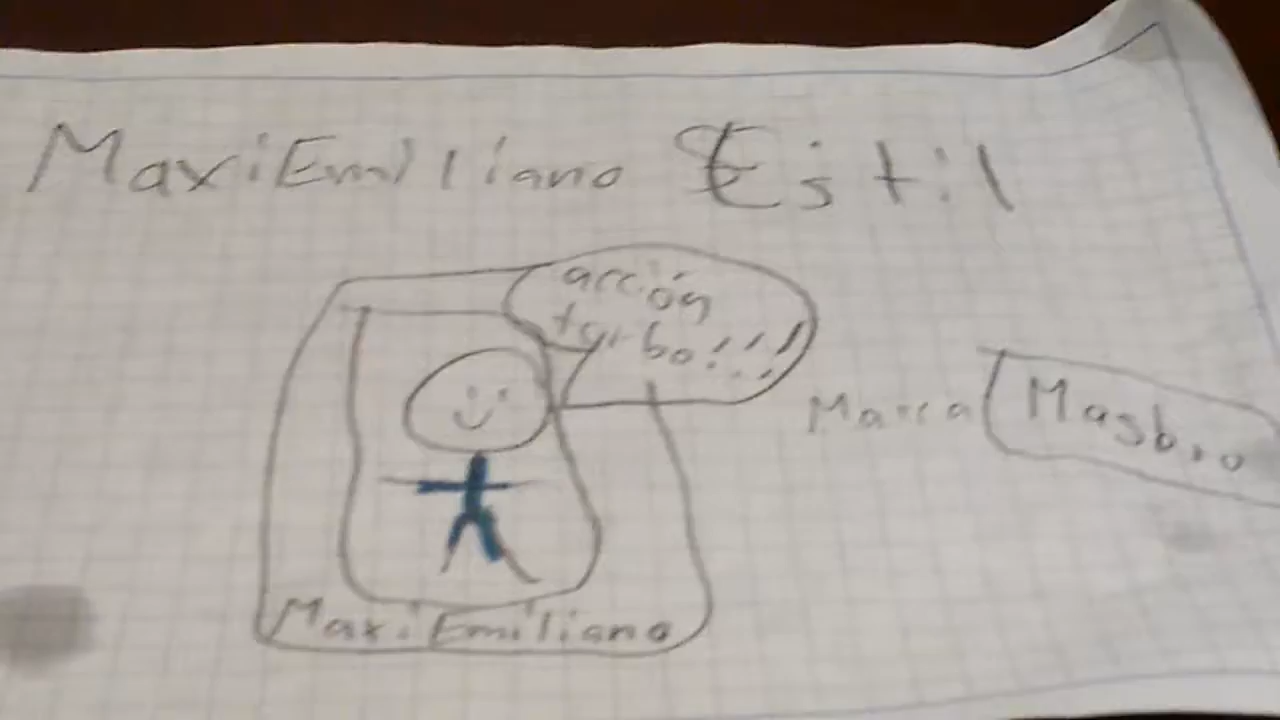 MaxiEmiliano Estil
acción
turbo!!!
Marca Masbro
MaxiEmiliano